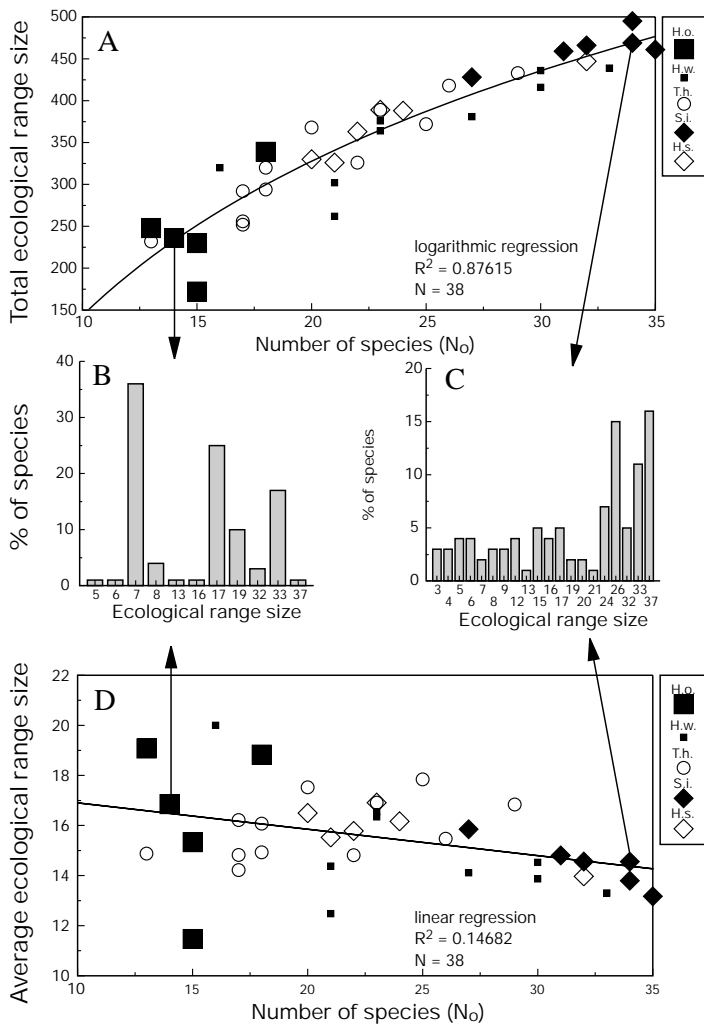 A
Total ecological range size
500
450
400
350
300
250
200
150
10
15
20
25
30
35
Number of species (No)
logarithmic regression
R2 = 0.87615
N = 38
H.o.
H.w.
T.h.
S.i.
H.s.
B
% of species
40
30
20
10
0
5 6 7 8 13 16 17 19 32 33 37
Ecological range size
C
% of species
20
15
10
5
0
3 5 7 9 13 16 19 21 26 33
4 6 8 12 15 17 20 24 32 37
Ecological range size
D
Average ecological range size
22
20
18
16
14
12
10
10
15
20
25
30
35
Number of species (No)
linear regression
R2 = 0.14682
N = 38
H.o.
H.w.
T.h.
S.i.
H.s.